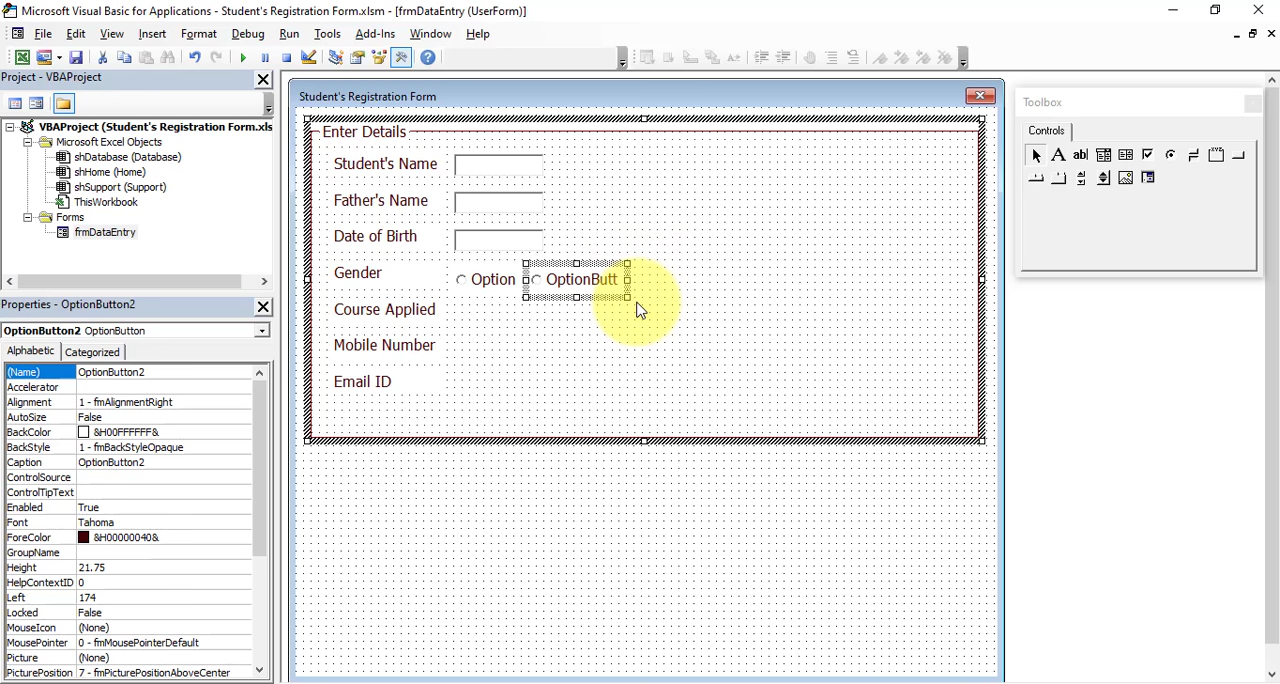 Microsoft Visual Basic for Applications - Student's Registration Form.xlsm - [frmDataEntry (UserForm)]
File Edit View Insert Format Debug Run Tools Add-Ins Window Help
Project - VBAProject
VBAProject (Student's Registration Form.xls
Microsoft Excel Objects
shDatabase (Database)
shHome (Home)
shSupport (Support)
ThisWorkbook
Forms
frmDataEntry
Properties - OptionButton2
OptionButton2 OptionButton
Alphabetic Categorized
(Name) OptionButton2
Accelerator
Alignment 1 - fmAlignmentRight
AutoSize False
BackColor &H00FFFFFF&
BackStyle 1 - fmBackStyleOpaque
Caption OptionButton2
ControlSource
ControlTipText
Enabled True
Font Tahoma
ForeColor &H00000040&
GroupName
Height 21.75
HelpContextID 0
Left 174
Locked False
MouseIcon (None)
MousePointer 0 - fmMousePointerDefault
Picture (None)
PicturePosition 7 - fmPicturePositionAboveCenter
Student's Registration Form
Enter Details
Student's Name
Father's Name
Date of Birth
Gender Option OptionButt
Course Applied
Mobile Number
Email ID
Toolbox
Controls
A ab|